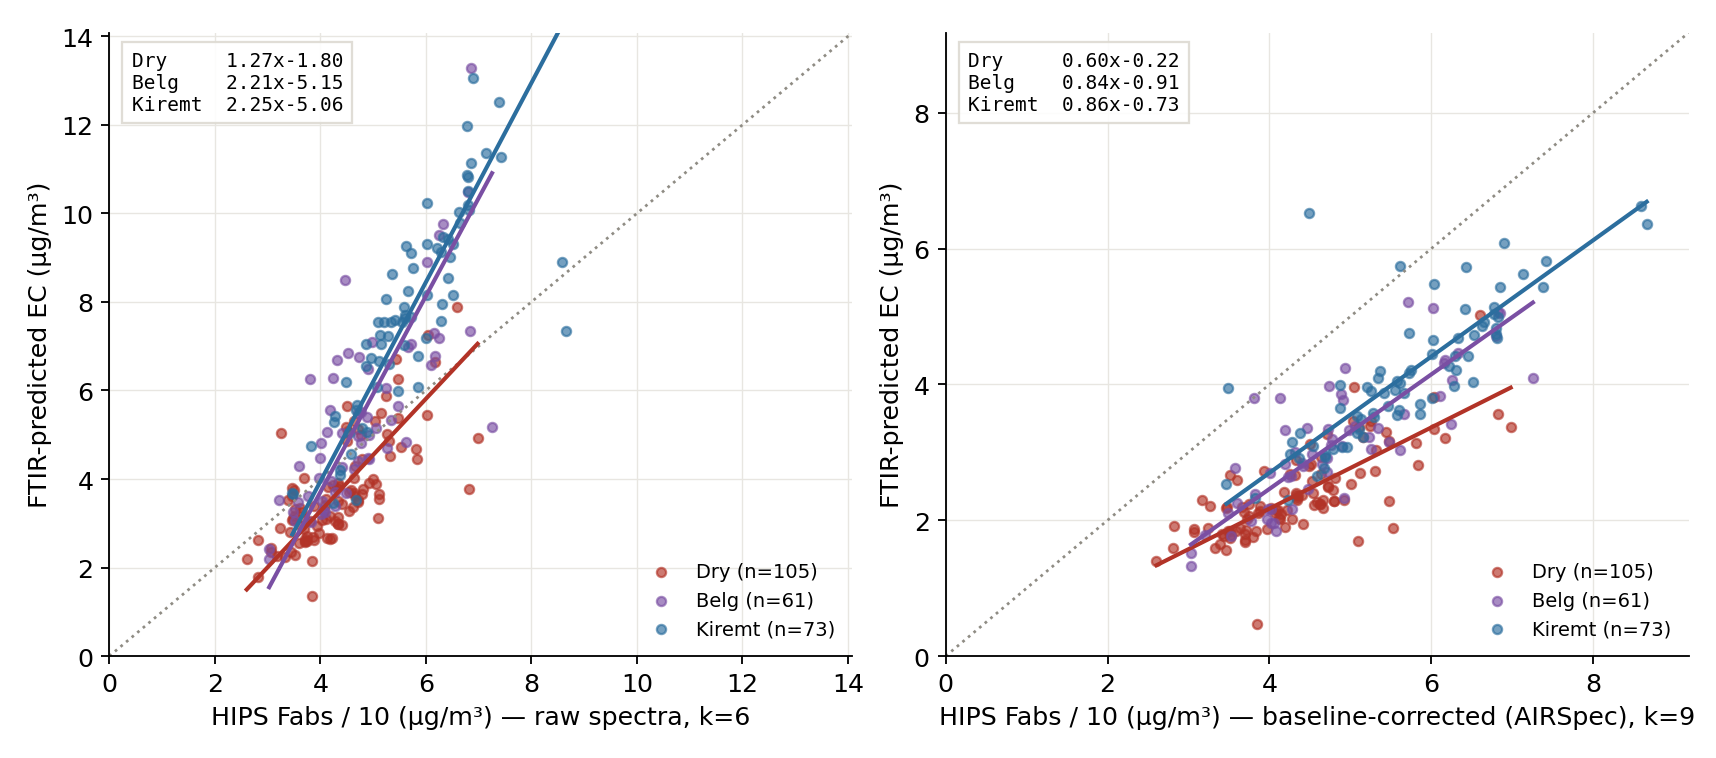 Dry 1.27x-1.80
Belg 2.21x-5.15
Kiremt 2.25x-5.06
FTIR-predicted EC (µg/m³)
14
12
10
8
6
4
2
0
Dry (n=105)
Belg (n=61)
Kiremt (n=73)
0 2 4 6 8 10 12 14
HIPS Fabs / 10 (µg/m³) — raw spectra, k=6
Dry 0.60x-0.22
Belg 0.84x-0.91
Kiremt 0.86x-0.73
FTIR-predicted EC (µg/m³)
8
6
4
2
0
Dry (n=105)
Belg (n=61)
Kiremt (n=73)
0 2 4 6 8
HIPS Fabs / 10 (µg/m³) — baseline-corrected (AIRSpec), k=9